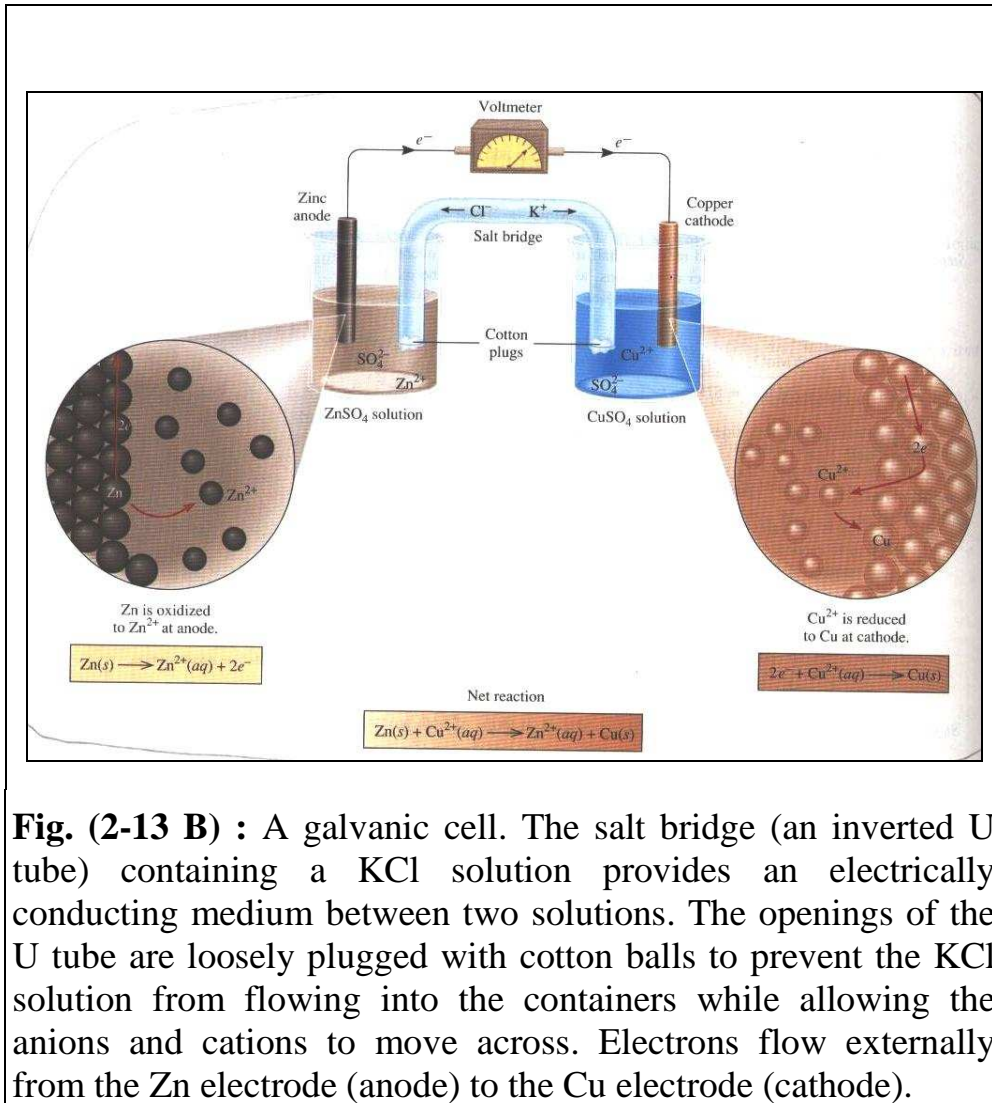 Voltmeter
e⁻
e⁻
Zinc
anode
Cl⁻
K⁺
Salt bridge
Copper
cathode
Cotton
plugs
SO₄²⁻
Zn²⁺
ZnSO₄ solution
Cu²⁺
SO₄²⁻
CuSO₄ solution
Zn
Zn²⁺
2e⁻
Cu²⁺
Cu
Zn is oxidized
to Zn²⁺ at anode.
Zn(s) ⟶ Zn²⁺(aq) + 2e⁻
Cu²⁺ is reduced
to Cu at cathode.
2e⁻ + Cu²⁺(aq) ⟶ Cu(s)
Net reaction
Zn(s) + Cu²⁺(aq) ⟶ Zn²⁺(aq) + Cu(s)
Fig. (2-13 B) : A galvanic cell. The salt bridge (an inverted U
tube) containing a KCl solution provides an electrically
conducting medium between two solutions. The openings of the
U tube are loosely plugged with cotton balls to prevent the KCl
solution from flowing into the containers while allowing the
anions and cations to move across. Electrons flow externally
from the Zn electrode (anode) to the Cu electrode (cathode).